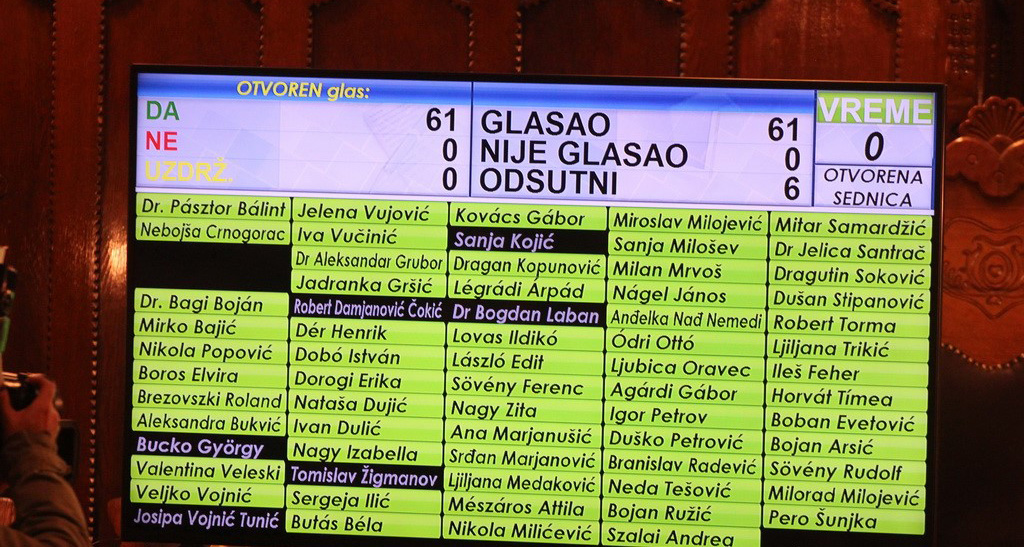 OTVOREN glas:
DA 61
NE 0
UZDRŽ. 0
GLASAO 61
NIJE GLASAO 0
ODSUTNI 6
VREME
0
OTVORENA
SEDNICA
Dr. Pásztor Bálint
Nebojša Crnogorac
Dr. Bagi Boján
Mirko Bajić
Nikola Popović
Boros Elvira
Brezovszki Roland
Aleksandra Bukvić
Bucko György
Valentina Veleski
Veljko Vojnić
Josipa Vojnić Tunić
Jelena Vujović
Iva Vučinić
Dr Aleksandar Grubor
Jadranka Gršić
Robert Damjanović Čokić
Dér Henrik
Dobó István
Dorogi Erika
Nataša Dujić
Ivan Dulić
Nagy Izabella
Tomislav Žigmanov
Sergeja Ilić
Butás Béla
Kovács Gábor
Sanja Kojić
Dragan Kopunović
Légrádi Árpád
Dr Bogdan Laban
Lovas Ildikó
László Edit
Sövény Ferenc
Nagy Zita
Ana Marjanušić
Srđan Marjanović
Ljiljana Medaković
Mészáros Attila
Nikola Milićević
Miroslav Milojević
Sanja Milošev
Milan Mrvoš
Nágel János
Anđelka Nađ Nemedi
Ódri Ottó
Ljubica Oravec
Agárdi Gábor
Igor Petrov
Duško Petrović
Branislav Radević
Neda Tešović
Bojan Ružić
Szalai Andrea
Mitar Samardžić
Dr Jelica Santrač
Dragutin Soković
Dušan Stipanović
Robert Torma
Ljiljana Trikić
Ileš Feher
Horvát Tímea
Boban Evetović
Bojan Arsić
Sövény Rudolf
Milorad Milojević
Pero Šunjka